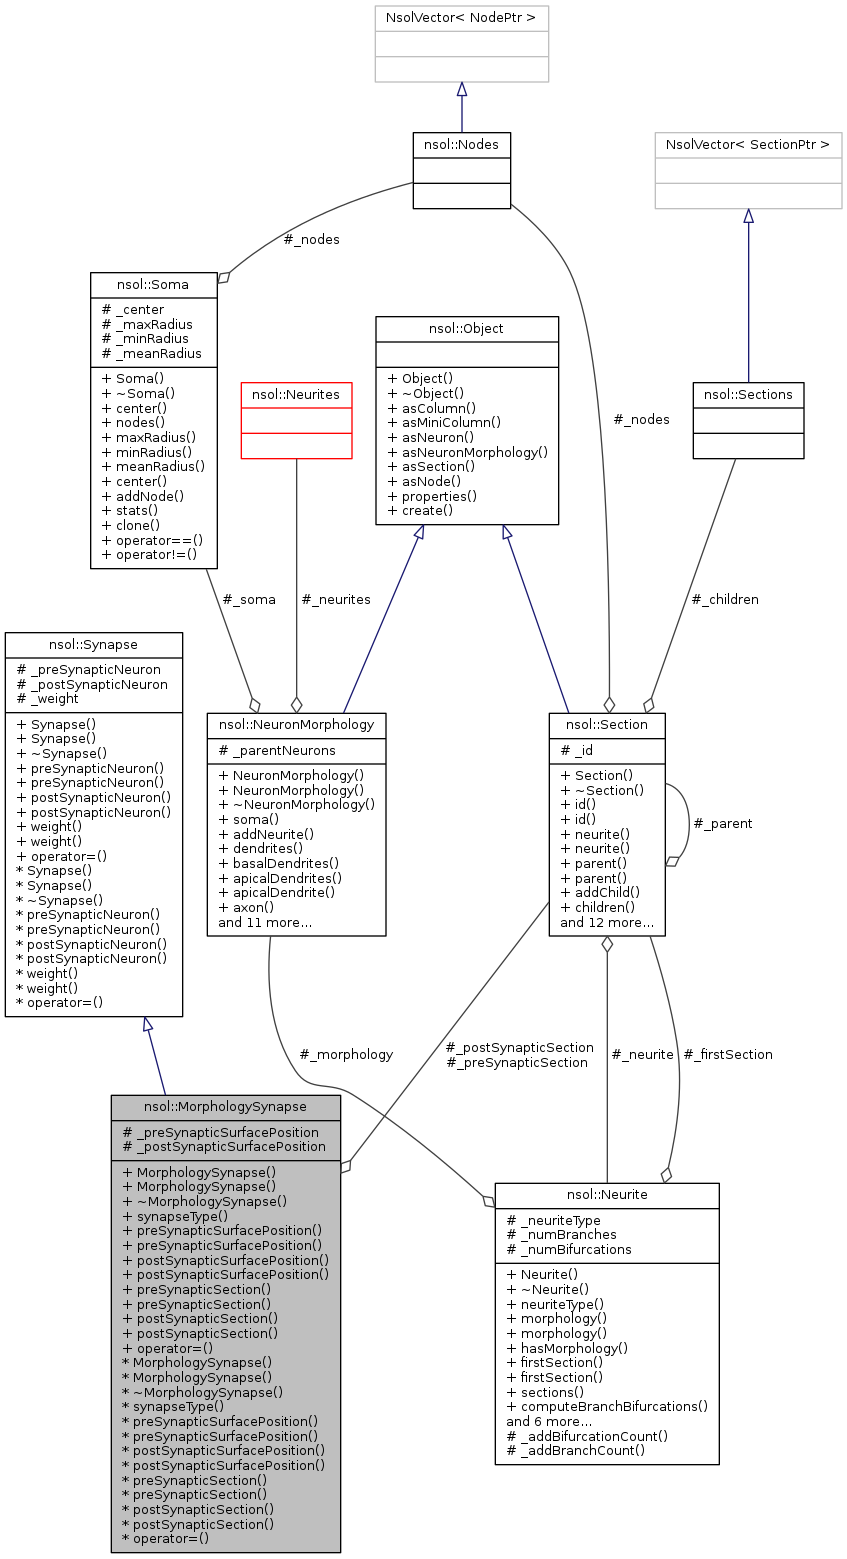 NsolVector< NodePtr >
nsol::Nodes
NsolVector< SectionPtr >
#_nodes
nsol::Soma
# _center
# _maxRadius
# _minRadius
# _meanRadius
+ Soma()
+ ~Soma()
+ center()
+ nodes()
+ maxRadius()
+ minRadius()
+ meanRadius()
+ center()
+ addNode()
+ stats()
+ clone()
+ operator==()
+ operator!=()
nsol::Neurites
nsol::Object
+ Object()
+ ~Object()
+ asColumn()
+ asMiniColumn()
+ asNeuron()
+ asNeuronMorphology()
+ asSection()
+ asNode()
+ properties()
+ create()
#_nodes
nsol::Sections
#_soma
#_neurites
#_children
nsol::Synapse
# _preSynapticNeuron
# _postSynapticNeuron
# _weight
+ Synapse()
+ Synapse()
+ ~Synapse()
+ preSynapticNeuron()
+ preSynapticNeuron()
+ postSynapticNeuron()
+ postSynapticNeuron()
+ weight()
+ weight()
+ operator=()
* Synapse()
* Synapse()
* ~Synapse()
* preSynapticNeuron()
* preSynapticNeuron()
* postSynapticNeuron()
* postSynapticNeuron()
* weight()
* weight()
* operator=()
nsol::NeuronMorphology
# _parentNeurons
+ NeuronMorphology()
+ NeuronMorphology()
+ ~NeuronMorphology()
+ soma()
+ addNeurite()
+ dendrites()
+ basalDendrites()
+ apicalDendrites()
+ apicalDendrite()
+ axon()
and 11 more...
nsol::Section
# _id
+ Section()
+ ~Section()
+ id()
+ id()
+ neurite()
+ neurite()
+ parent()
+ parent()
+ addChild()
+ children()
and 12 more...
#_parent
#_morphology
#_postSynapticSection
#_preSynapticSection
#_neurite
#_firstSection
nsol::MorphologySynapse
# _preSynapticSurfacePosition
# _postSynapticSurfacePosition
+ MorphologySynapse()
+ MorphologySynapse()
+ ~MorphologySynapse()
+ synapseType()
+ preSynapticSurfacePosition()
+ preSynapticSurfacePosition()
+ postSynapticSurfacePosition()
+ postSynapticSurfacePosition()
+ preSynapticSection()
+ preSynapticSection()
+ postSynapticSection()
+ postSynapticSection()
+ operator=()
* MorphologySynapse()
* MorphologySynapse()
* ~MorphologySynapse()
* synapseType()
* preSynapticSurfacePosition()
* preSynapticSurfacePosition()
* postSynapticSurfacePosition()
* postSynapticSurfacePosition()
* preSynapticSection()
* preSynapticSection()
* postSynapticSection()
* postSynapticSection()
* operator=()
nsol::Neurite
# _neuriteType
# _numBranches
# _numBifurcations
+ Neurite()
+ ~Neurite()
+ neuriteType()
+ morphology()
+ morphology()
+ hasMorphology()
+ firstSection()
+ firstSection()
+ sections()
+ computeBranchBifurcations()
and 6 more...
# _addBifurcationCount()
# _addBranchCount()